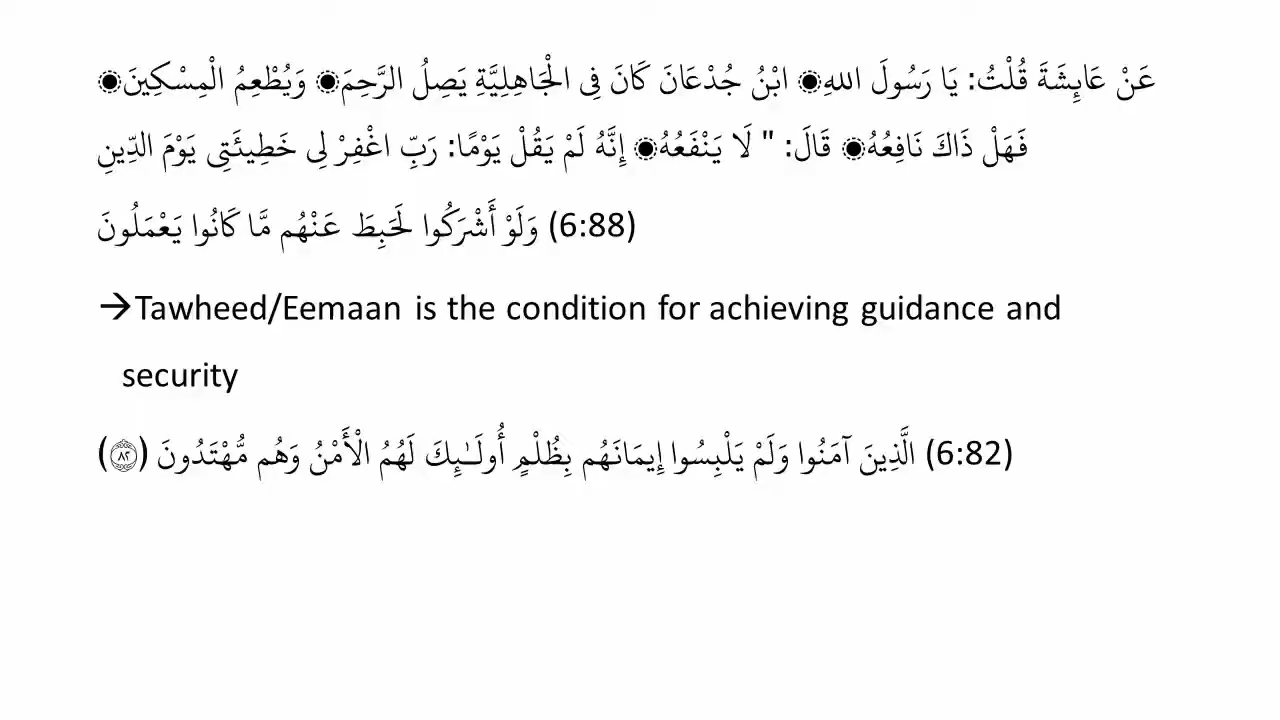 عَنْ عَائِشَةَ قُلْتُ: يَا رَسُولَ اللهِ۝ ابْنُ جُدْعَانَ كَانَ فِي الْجَاهِلِيَّةِ يَصِلُ الرَّحِمَ۝ وَيُطْعِمُ الْمِسْكِينَ۝
فَهَلْ ذَاكَ نَافِعُهُ۝ قَالَ: " لَا يَنْفَعُهُ۝ إِنَّهُ لَمْ يَقُلْ يَوْمًا: رَبِّ اغْفِرْ لِي خَطِيئَتِي يَوْمَ الدِّينِ
وَلَوْ أَشْرَكُوا لَحَبِطَ عَنْهُم مَّا كَانُوا يَعْمَلُونَ (6:88)
→Tawheed/Eemaan is the condition for achieving guidance and
security
الَّذِينَ آمَنُوا وَلَمْ يَلْبِسُوا إِيمَانَهُم بِظُلْمٍ أُولَـٰئِكَ لَهُمُ الْأَمْنُ وَهُم مُّهْتَدُونَ (٨٢) (6:82)